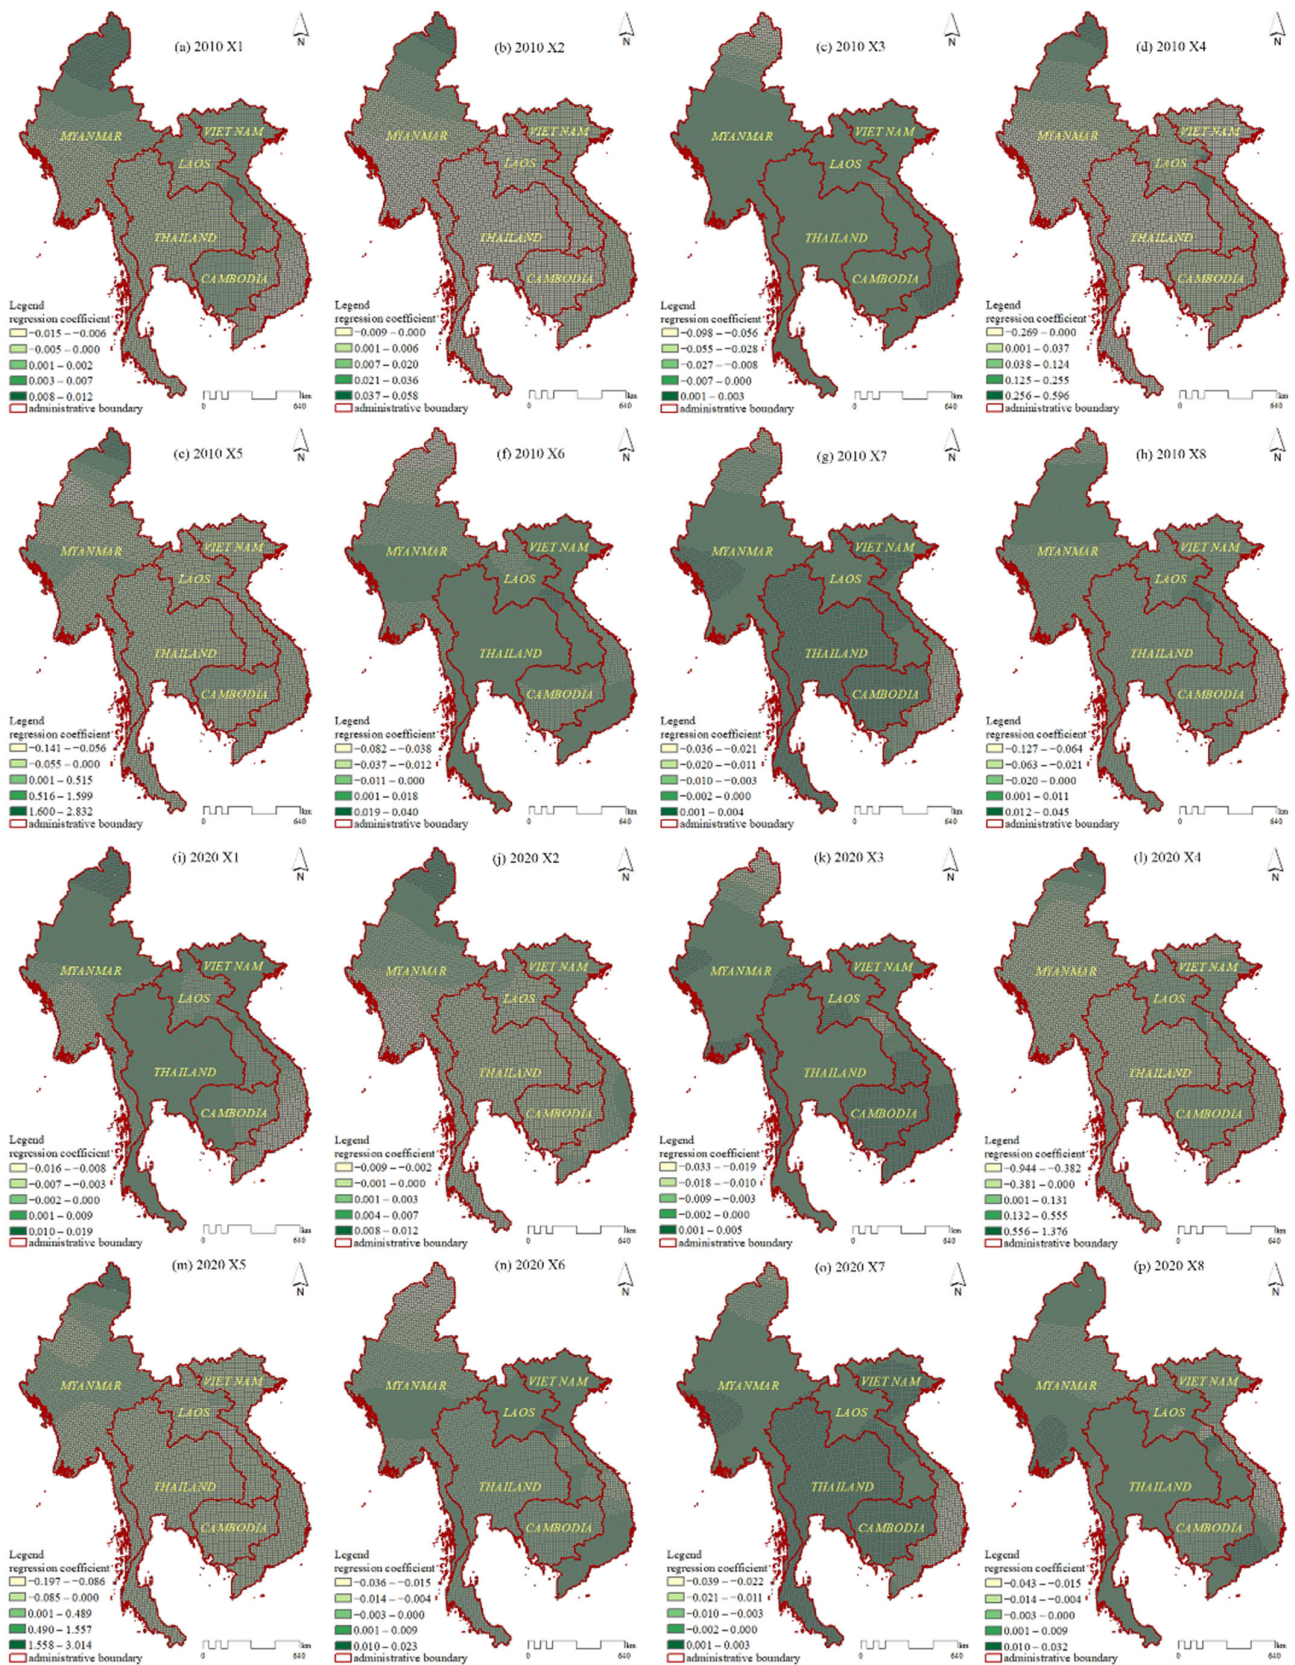 (a) 2010 X1
N
MYANMAR
VIET NAM
LAOS
THAILAND
CAMBODIA
Legend
regression coefficient
−0.015 – −0.006
−0.005 – 0.000
0.001 – 0.002
0.003 – 0.007
0.008 – 0.012
administrative boundary
0 640 km
(b) 2010 X2
N
MYANMAR
VIET NAM
LAOS
THAILAND
CAMBODIA
Legend
regression coefficient
−0.009 – 0.000
0.001 – 0.006
0.007 – 0.020
0.021 – 0.036
0.037 – 0.058
administrative boundary
0 640 km
(c) 2010 X3
N
MYANMAR
VIET NAM
LAOS
THAILAND
CAMBODIA
Legend
regression coefficient
−0.098 – −0.056
−0.055 – −0.028
−0.027 – −0.008
−0.007 – 0.000
0.001 – 0.003
administrative boundary
0 640 km
(d) 2010 X4
N
MYANMAR
VIET NAM
LAOS
THAILAND
CAMBODIA
Legend
regression coefficient
−0.269 – 0.000
0.001 – 0.037
0.038 – 0.124
0.125 – 0.255
0.256 – 0.596
administrative boundary
0 640 km
(e) 2010 X5
N
MYANMAR
VIET NAM
LAOS
THAILAND
CAMBODIA
Legend
regression coefficient
−0.141 – −0.056
−0.055 – 0.000
0.001 – 0.515
0.516 – 1.599
1.600 – 2.832
administrative boundary
0 640 km
(f) 2010 X6
N
MYANMAR
VIET NAM
LAOS
THAILAND
CAMBODIA
Legend
regression coefficient
−0.082 – −0.038
−0.037 – −0.012
−0.011 – 0.000
0.001 – 0.018
0.019 – 0.040
administrative boundary
0 640 km
(g) 2010 X7
N
MYANMAR
VIET NAM
LAOS
THAILAND
CAMBODIA
Legend
regression coefficient
−0.036 – −0.021
−0.020 – −0.011
−0.010 – −0.003
−0.002 – 0.000
0.001 – 0.004
administrative boundary
0 640 km
(h) 2010 X8
N
MYANMAR
VIET NAM
LAOS
THAILAND
CAMBODIA
Legend
regression coefficient
−0.127 – −0.064
−0.063 – −0.021
−0.020 – 0.000
0.001 – 0.011
0.012 – 0.045
administrative boundary
0 640 km
(i) 2020 X1
N
MYANMAR
VIET NAM
LAOS
THAILAND
CAMBODIA
Legend
regression coefficient
−0.016 – −0.008
−0.007 – −0.003
−0.002 – 0.000
0.001 – 0.009
0.010 – 0.019
administrative boundary
0 640 km
(j) 2020 X2
N
MYANMAR
VIET NAM
LAOS
THAILAND
CAMBODIA
Legend
regression coefficient
−0.009 – −0.002
−0.001 – 0.000
0.001 – 0.003
0.004 – 0.007
0.008 – 0.012
administrative boundary
0 640 km
(k) 2020 X3
N
MYANMAR
VIET NAM
LAOS
THAILAND
CAMBODIA
Legend
regression coefficient
−0.033 – −0.019
−0.018 – −0.010
−0.009 – −0.003
−0.002 – 0.000
0.001 – 0.005
administrative boundary
0 640 km
(l) 2020 X4
N
MYANMAR
VIET NAM
LAOS
THAILAND
CAMBODIA
Legend
regression coefficient
−0.944 – −0.382
−0.381 – 0.000
0.001 – 0.131
0.132 – 0.555
0.556 – 1.376
administrative boundary
0 640 km
(m) 2020 X5
N
MYANMAR
VIET NAM
LAOS
THAILAND
CAMBODIA
Legend
regression coefficient
−0.197 – −0.086
−0.085 – 0.000
0.001 – 0.489
0.490 – 1.557
1.558 – 3.014
administrative boundary
0 640 km
(n) 2020 X6
N
MYANMAR
VIET NAM
LAOS
THAILAND
CAMBODIA
Legend
regression coefficient
−0.036 – −0.015
−0.014 – −0.004
−0.003 – 0.000
0.001 – 0.009
0.010 – 0.023
administrative boundary
0 640 km
(o) 2020 X7
N
MYANMAR
VIET NAM
LAOS
THAILAND
CAMBODIA
Legend
regression coefficient
−0.039 – −0.022
−0.021 – −0.011
−0.010 – −0.003
−0.002 – 0.000
0.001 – 0.003
administrative boundary
0 640 km
(p) 2020 X8
N
MYANMAR
VIET NAM
LAOS
THAILAND
CAMBODIA
Legend
regression coefficient
−0.043 – −0.015
−0.014 – −0.004
−0.003 – 0.000
0.001 – 0.009
0.010 – 0.032
administrative boundary
0 640 km